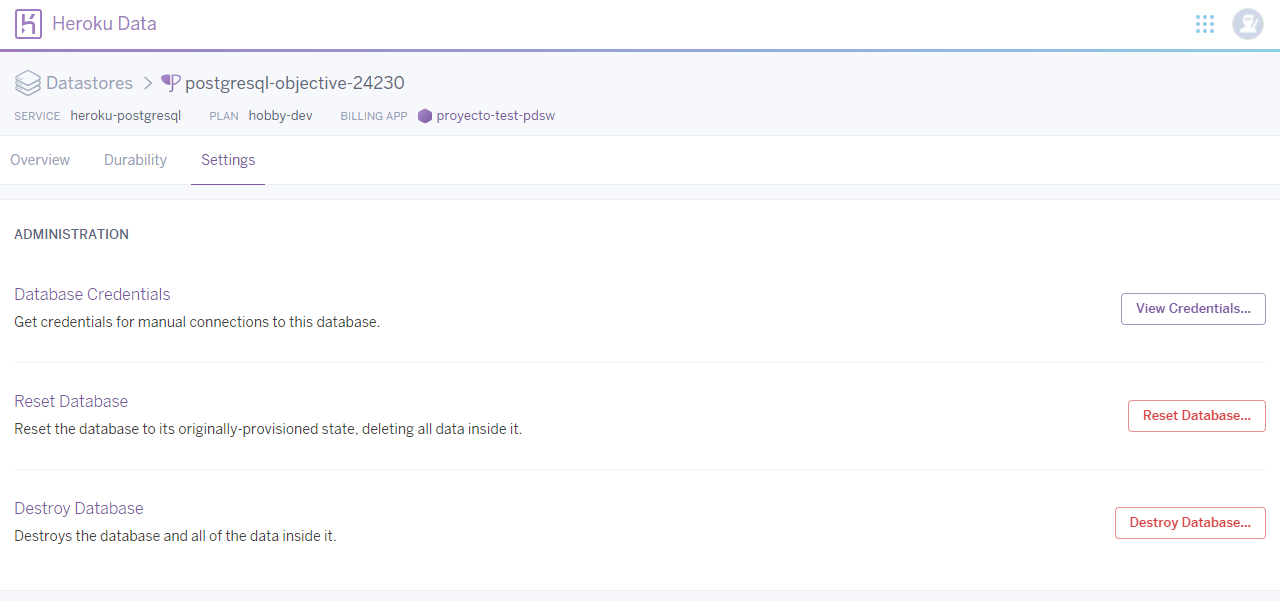 Heroku Data
Datastores > postgresql-objective-24230
SERVICE heroku-postgresql PLAN hobby-dev BILLING APP proyecto-test-pdsw
Overview Durability Settings
ADMINISTRATION
Database Credentials
Get credentials for manual connections to this database.
View Credentials...
Reset Database
Reset the database to its originally-provisioned state, deleting all data inside it.
Reset Database...
Destroy Database
Destroys the database and all of the data inside it.
Destroy Database...